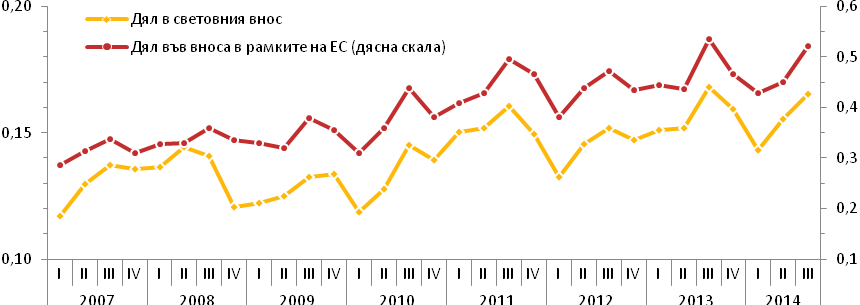 0,20
0,15
0,10
Дял в световния внос
Дял във вноса в рамките на ЕС (дясна скала)
0,6
0,5
0,4
0,3
0,2
0,1
I II III IV I II III IV I II III IV I II III IV I II III IV I II III IV I II III IV I II III
2007 2008 2009 2010 2011 2012 2013 2014